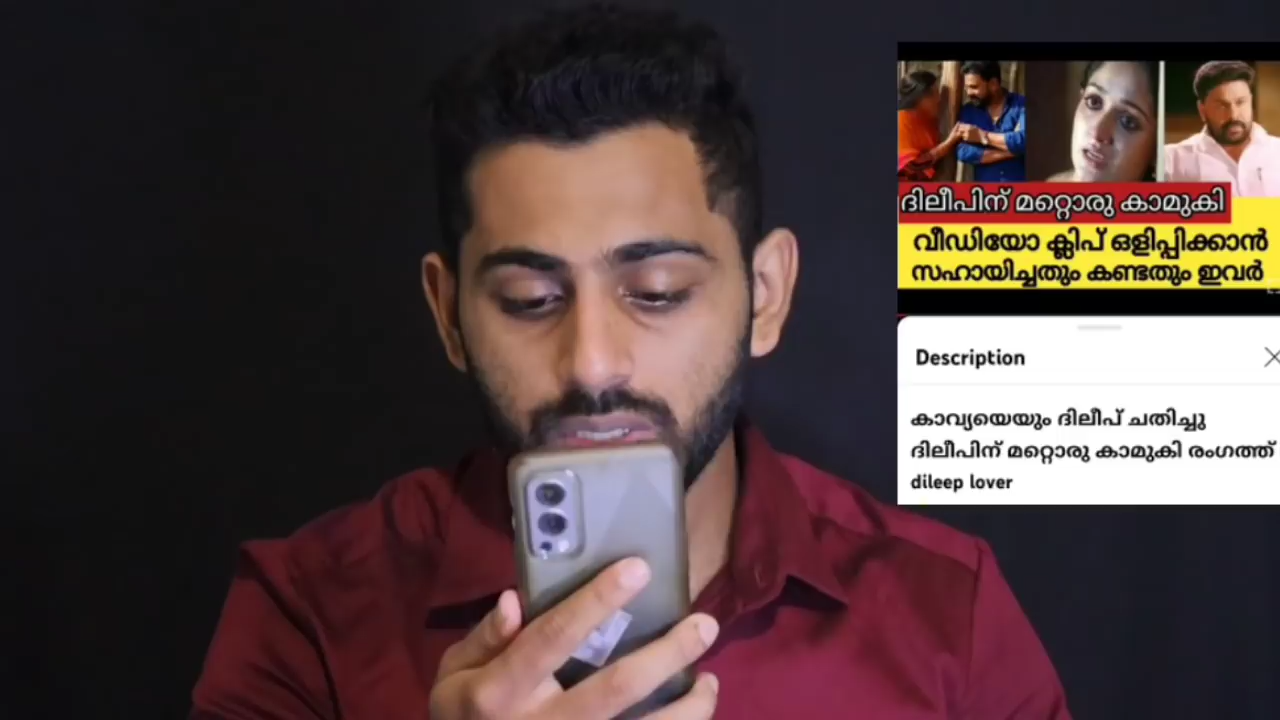 ദിലീപിന് മറ്റൊരു കാമുകി
വീഡിയോ ക്ലിപ് ഒളിപ്പിക്കാൻ
സഹായിച്ചതും കണ്ടതും ഇവർ
Description
കാവ്യയെയും ദിലീപ് ചതിച്ചു
ദിലീപിന് മറ്റൊരു കാമുകി രംഗത്ത്
dileep lover